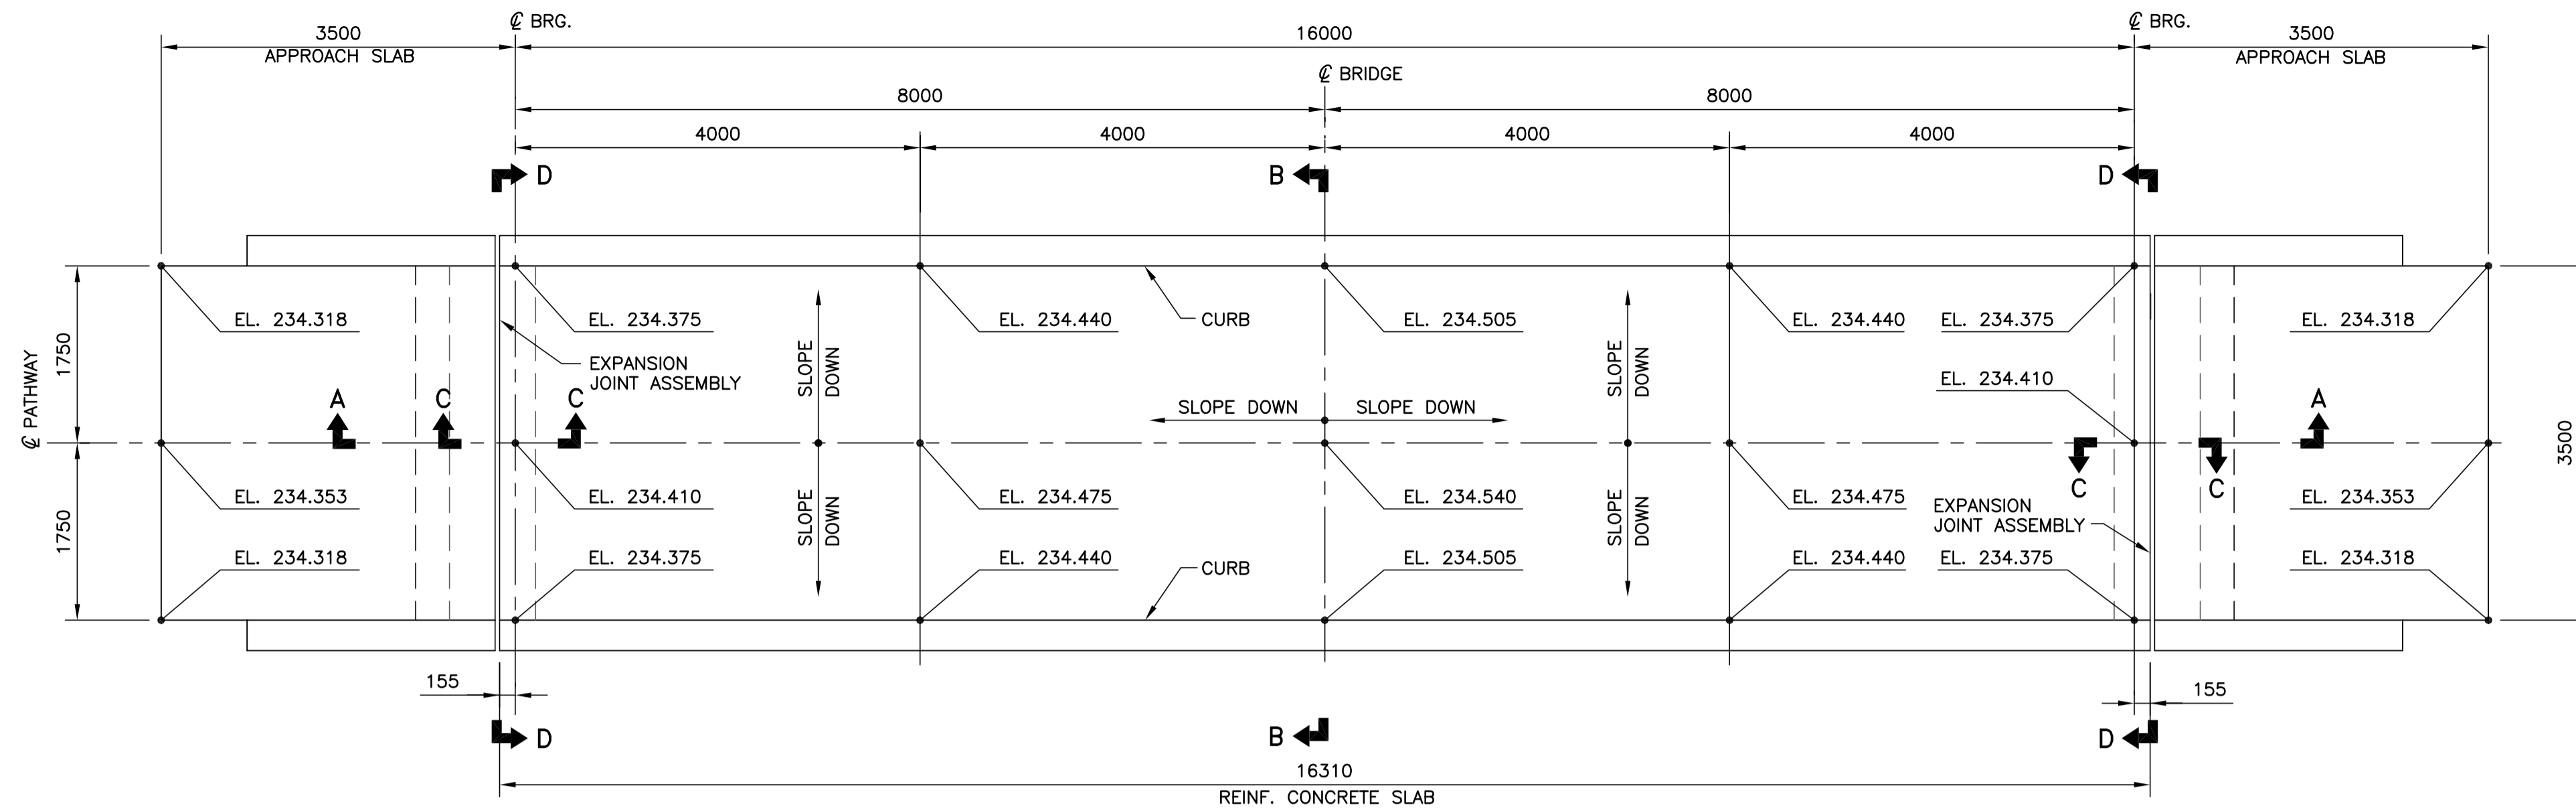 ℄ BRG.
℄ BRG.
3500
16000
3500
APPROACH SLAB
APPROACH SLAB
℄ BRIDGE
8000
8000
4000
4000
4000
4000
D
B
D
EL. 234.318
EL. 234.375
EL. 234.440
CURB
EL. 234.505
EL. 234.440
EL. 234.375
EL. 234.318
1750
SLOPE
DOWN
SLOPE
DOWN
EXPANSION
JOINT ASSEMBLY
EL. 234.410
℄ PATHWAY
A
C
C
SLOPE DOWN
SLOPE DOWN
A
3500
C
C
EL. 234.353
EL. 234.410
EL. 234.475
EL. 234.540
EL. 234.475
EL. 234.353
1750
SLOPE
DOWN
SLOPE
DOWN
EXPANSION
JOINT ASSEMBLY
EL. 234.318
EL. 234.375
EL. 234.440
CURB
EL. 234.505
EL. 234.440
EL. 234.375
EL. 234.318
155
155
D
B
D
16310
REINF. CONCRETE SLAB